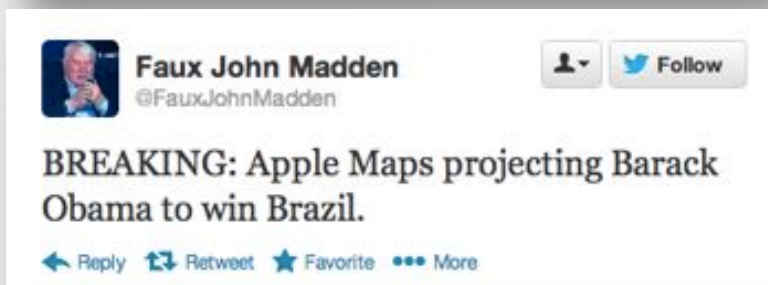 Faux John Madden
@FauxJohnMadden
Follow
BREAKING: Apple Maps projecting Barack
Obama to win Brazil.
Reply Retweet Favorite More